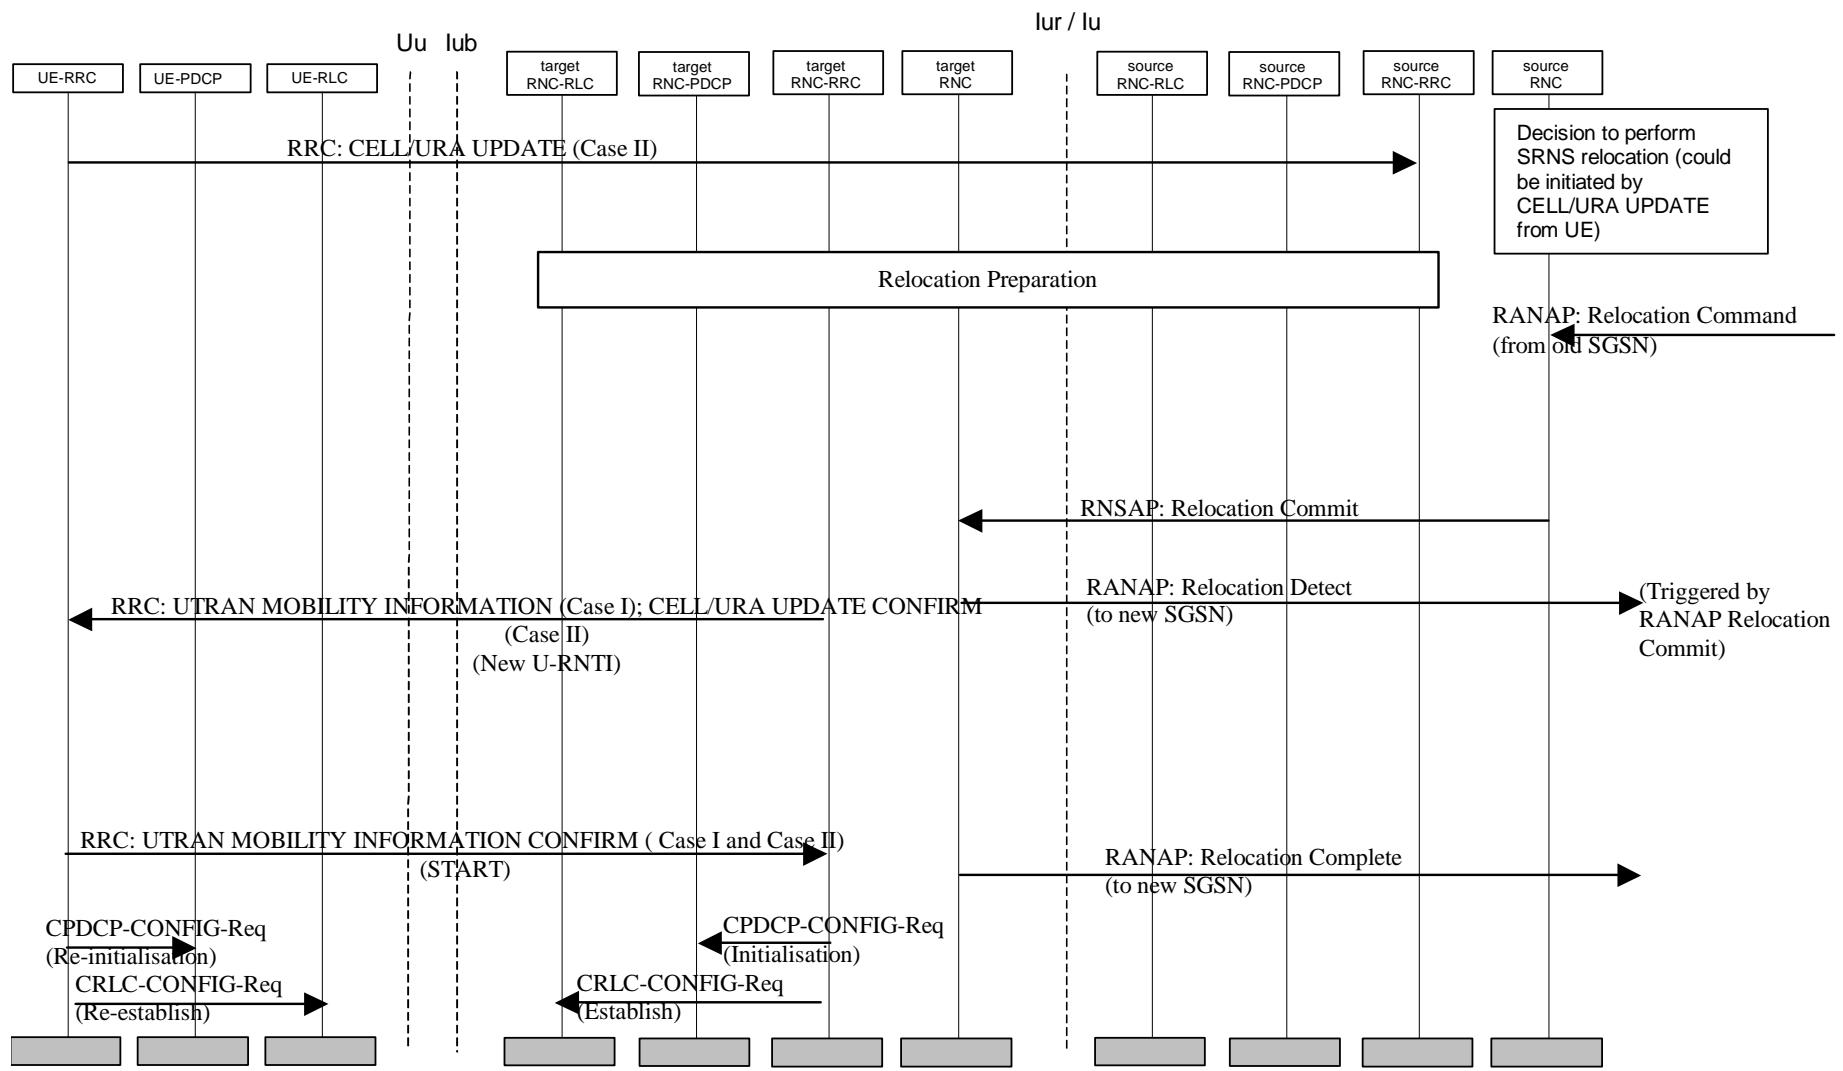 Iur / Iu
Uu
Iub
UE-RRC
UE-PDCP
UE-RLC
target
RNC-RLC
target
RNC-PDCP
target
RNC-RRC
target
RNC
source
RNC-RLC
source
RNC-PDCP
source
RNC-RRC
source
RNC
Decision to perform
SRNS relocation (could
be initiated by
CELL/URA UPDATE
from UE)
RRC: CELL/URA UPDATE (Case II)
Relocation Preparation
RANAP: Relocation Command
(from old SGSN)
RNSAP: Relocation Commit
RANAP: Relocation Detect
(to new SGSN)
(Triggered by
RANAP Relocation
Commit)
RRC: UTRAN MOBILITY INFORMATION (Case I); CELL/URA UPDATE CONFIRM
(Case II)
(New U-RNTI)
RRC: UTRAN MOBILITY INFORMATION CONFIRM ( Case I and Case II)
(START)
RANAP: Relocation Complete
(to new SGSN)
CPDCP-CONFIG-Req
(Re-initialisation)
CPDCP-CONFIG-Req
(Initialisation)
CRLC-CONFIG-Req
(Re-establish)
CRLC-CONFIG-Req
(Establish)